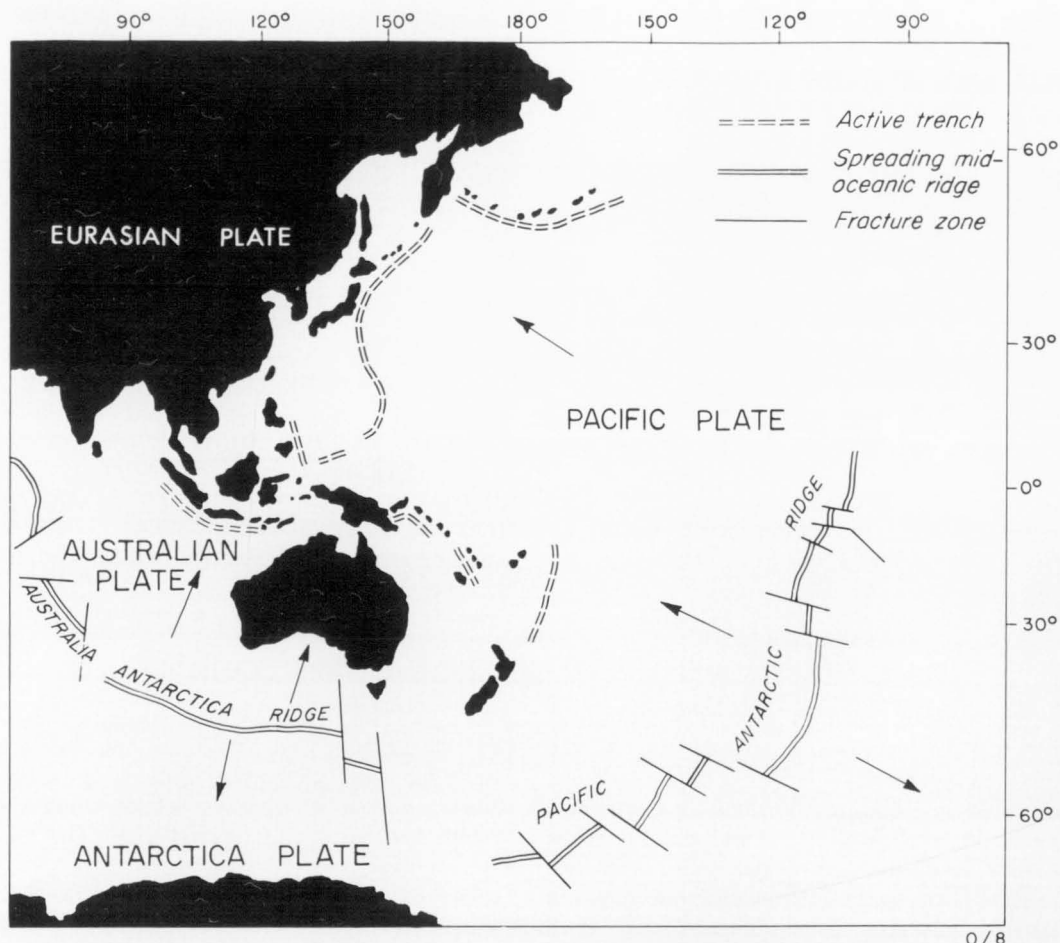 90° 120° 150° 180° 150° 120° 90°
Active trench
60°
Spreading mid-
oceanic ridge
Fracture zone
EURASIAN PLATE
30°
PACIFIC PLATE
0°
RIDGE
AUSTRALIAN
PLATE
AUSTRALIA
30°
ANTARCTICA
RIDGE
ANTARCTIC
PACIFIC
60°
ANTARCTICA PLATE
O/8